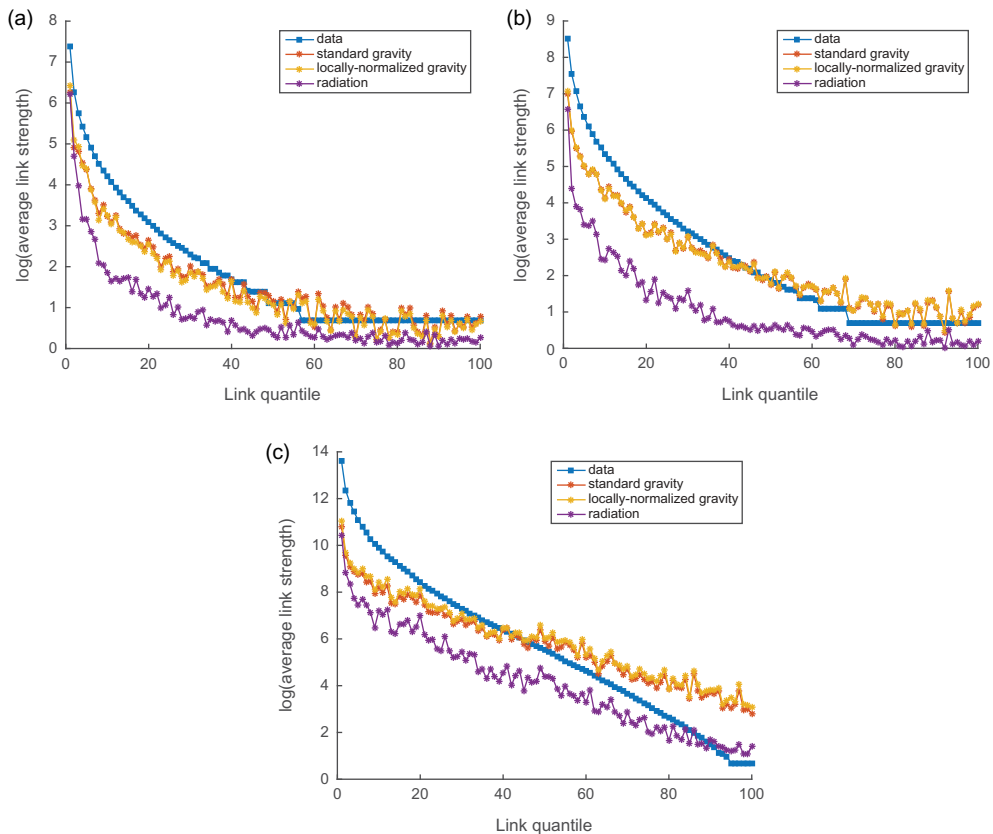 (a)
8
7
6
5
4
3
2
1
0
log(average link strength)
data
standard gravity
locally-normalized gravity
radiation
0 20 40 60 80 100
Link quantile
(b)
9
8
7
6
5
4
3
2
1
0
log(average link strength)
data
standard gravity
locally-normalized gravity
radiation
0 20 40 60 80 100
Link quantile
(c)
14
12
10
8
6
4
2
0
log(average link strength)
data
standard gravity
locally-normalized gravity
radiation
0 20 40 60 80 100
Link quantile